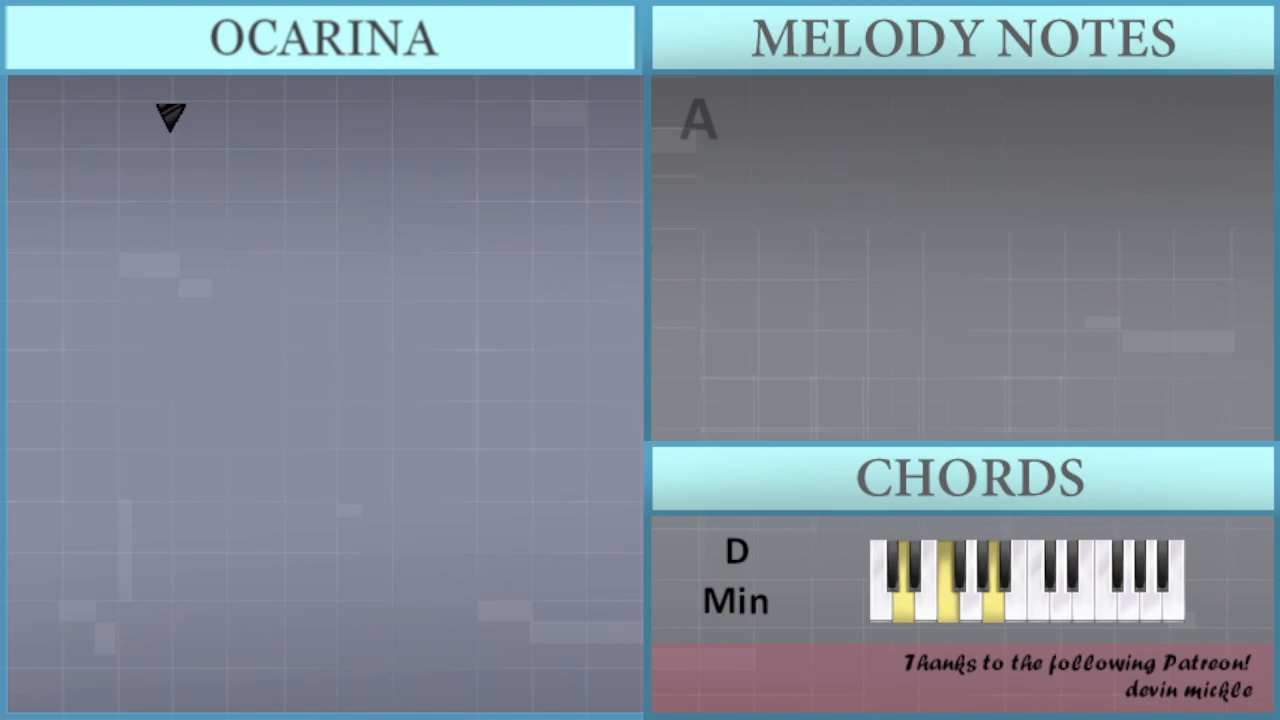 OCARINA
MELODY NOTES
A
CHORDS
D
Min
Thanks to the following Patreon!
devin mickle